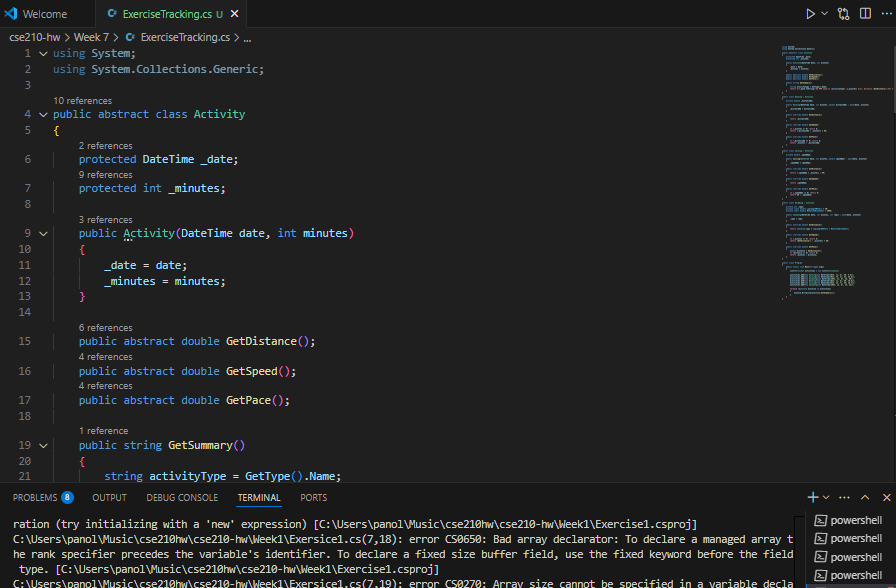 Welcome
ExerciseTracking.cs U
cse210-hw > Week 7 > ExerciseTracking.cs > ...
1 using System;
2 using System.Collections.Generic;
3
10 references
4 public abstract class Activity
5 {
2 references
6 protected DateTime _date;
9 references
7 protected int _minutes;
8
3 references
9 public Activity(DateTime date, int minutes)
10 {
11 _date = date;
12 _minutes = minutes;
13 }
14
6 references
15 public abstract double GetDistance();
4 references
16 public abstract double GetSpeed();
4 references
17 public abstract double GetPace();
18
1 reference
19 public string GetSummary()
20 {
21 string activityType = GetType().Name;
PROBLEMS 8 OUTPUT DEBUG CONSOLE TERMINAL PORTS
ration (try initializing with a 'new' expression) [C:\Users\panol\Music\cse210hw\cse210-hw\Week1\Exercise1.csproj]
C:\Users\panol\Music\cse210hw\cse210-hw\Week1\Exersice1.cs(7,18): error CS0650: Bad array declarator: To declare a managed array t
he rank specifier precedes the variable's identifier. To declare a fixed size buffer field, use the fixed keyword before the field
type. [C:\Users\panol\Music\cse210hw\cse210-hw\Week1\Exercise1.csproj]
C:\Users\panol\Music\cse210hw\cse210-hw\Week1\Exersice1.cs(7,19): error CS0270: Array size cannot be specified in a variable decla
powershell
powershell
powershell
powershell